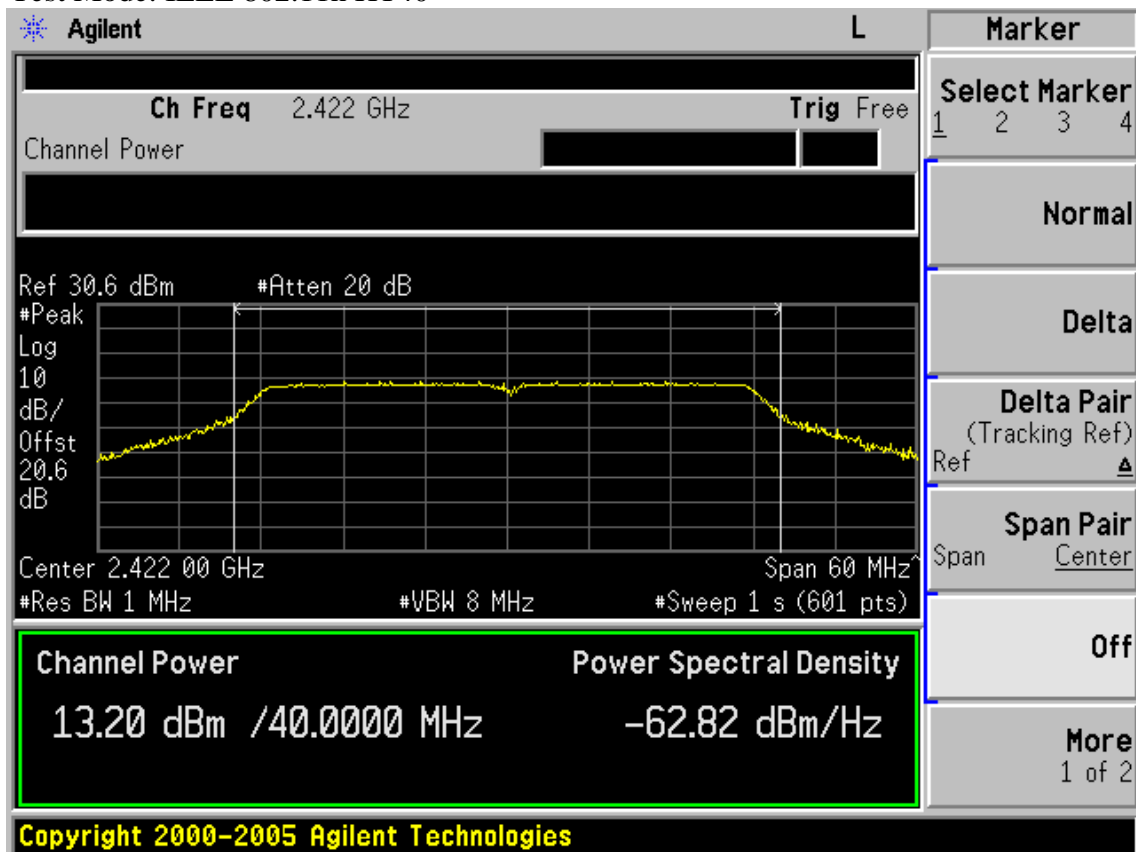 Agilent L
Marker
Select Marker
1 2 3 4
Normal
Delta
Delta Pair
(Tracking Ref)
Ref Δ
Span Pair
Span Center
Off
More
1 of 2
Ch Freq 2.422 GHz Trig Free
Channel Power
Ref 30.6 dBm #Atten 20 dB
#Peak
Log
10
dB/
Offst
20.6
dB
Center 2.422 00 GHz Span 60 MHz^
#Res BW 1 MHz #VBW 8 MHz #Sweep 1 s (601 pts)
Channel Power Power Spectral Density
13.20 dBm /40.0000 MHz -62.82 dBm/Hz
Copyright 2000-2005 Agilent Technologies